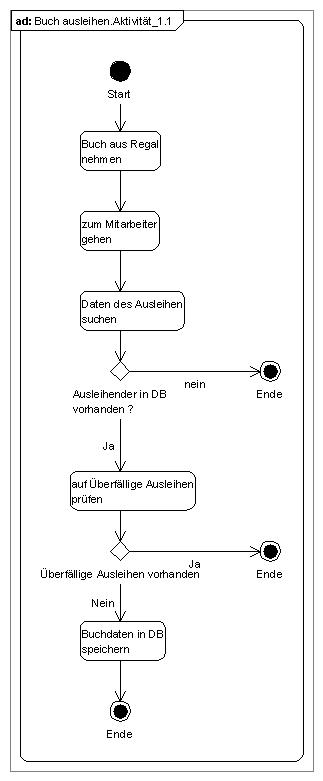 ad: Buch ausleihen.Aktivität_1.1
Start
Buch aus Regal
nehmen
zum Mitarbeiter
gehen
Daten des Ausleihen
suchen
nein
Ausleihender in DB
vorhanden ?
Ende
Ja
auf Überfällige Ausleihen
prüfen
Ja
Überfällige Ausleihen vorhanden
Ende
Nein
Buchdaten in DB
speichern
Ende